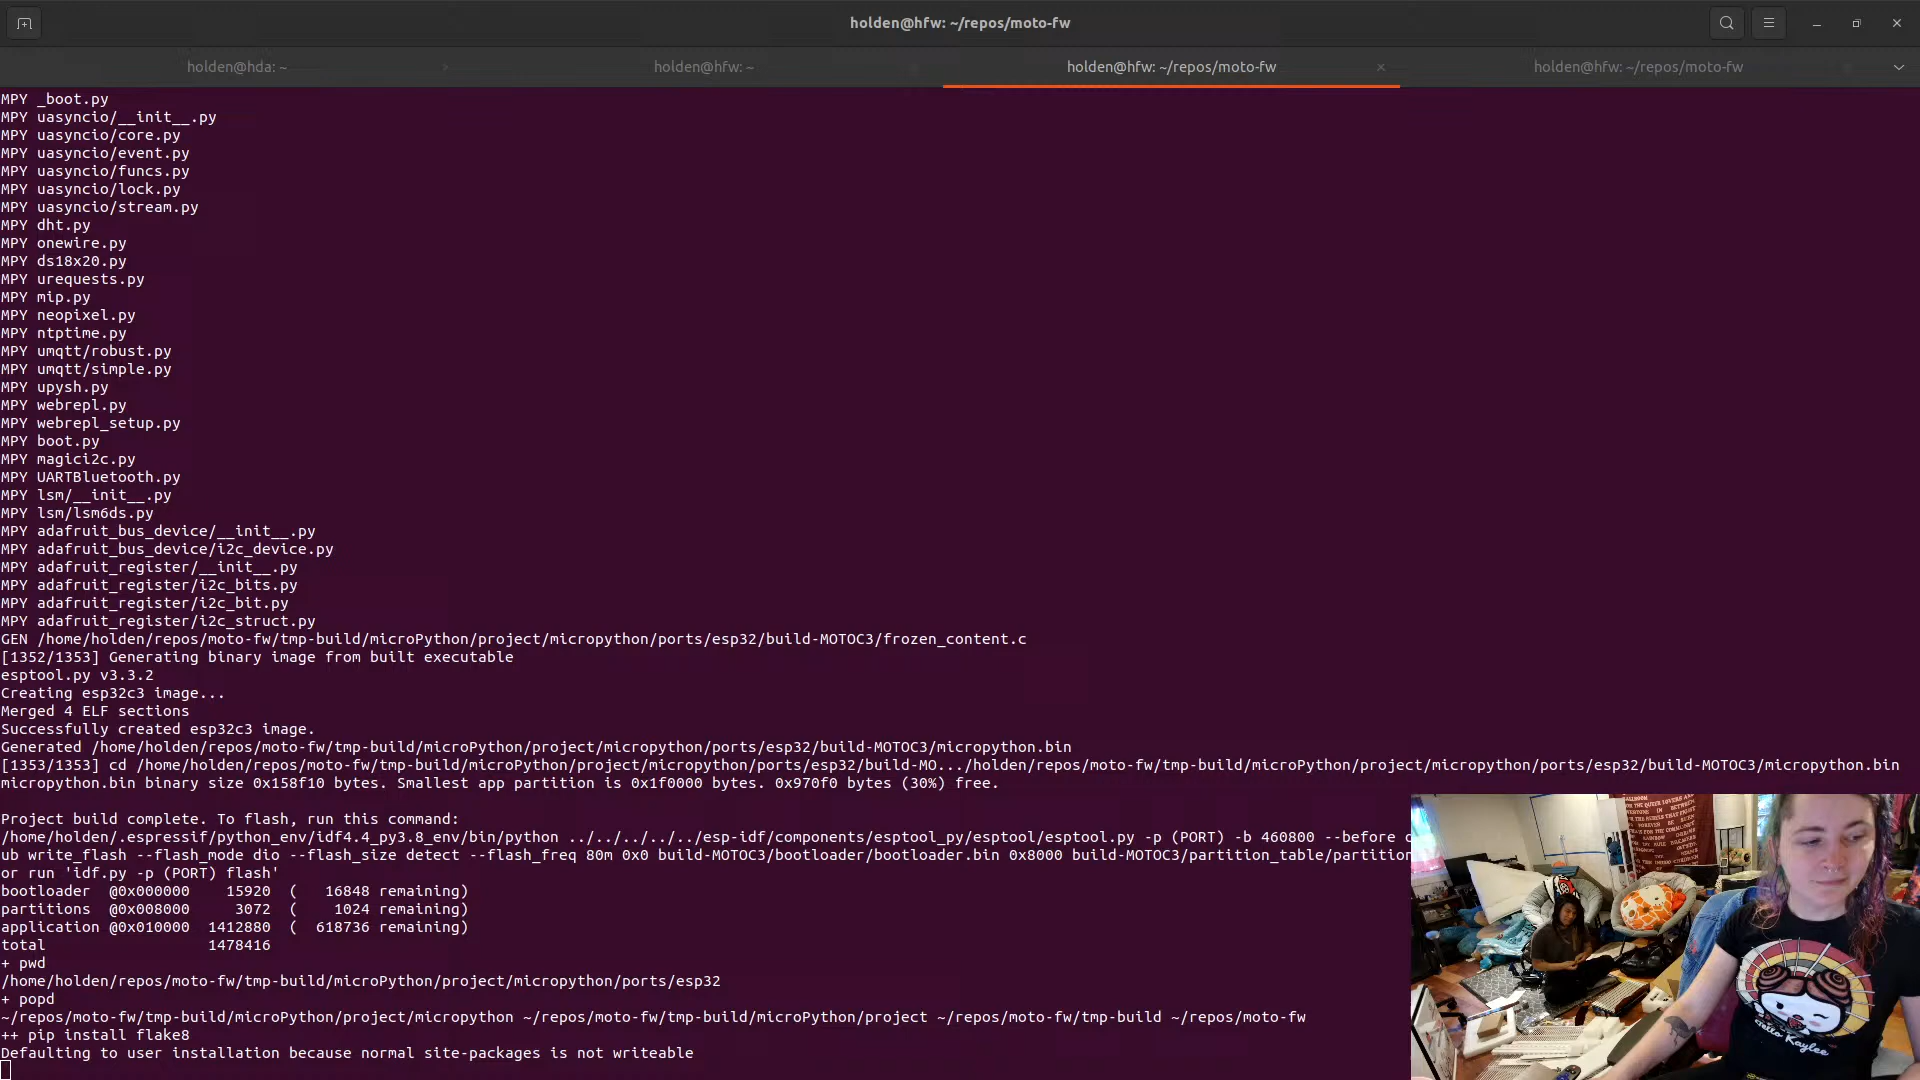 holden@hfw: ~/repos/moto-fw
holden@hda: ~
holden@hfw: ~
holden@hfw: ~/repos/moto-fw
holden@hfw: ~/repos/moto-fw
MPY _boot.py
MPY uasyncio/__init__.py
MPY uasyncio/core.py
MPY uasyncio/event.py
MPY uasyncio/funcs.py
MPY uasyncio/lock.py
MPY uasyncio/stream.py
MPY dht.py
MPY onewire.py
MPY ds18x20.py
MPY urequests.py
MPY mip.py
MPY neopixel.py
MPY ntptime.py
MPY umqtt/robust.py
MPY umqtt/simple.py
MPY upysh.py
MPY webrepl.py
MPY webrepl_setup.py
MPY boot.py
MPY magici2c.py
MPY UARTBluetooth.py
MPY lsm/__init__.py
MPY lsm/lsm6ds.py
MPY adafruit_bus_device/__init__.py
MPY adafruit_bus_device/i2c_device.py
MPY adafruit_register/__init__.py
MPY adafruit_register/i2c_bits.py
MPY adafruit_register/i2c_bit.py
MPY adafruit_register/i2c_struct.py
GEN /home/holden/repos/moto-fw/tmp-build/microPython/project/micropython/ports/esp32/build-MOTOC3/frozen_content.c
[1352/1353] Generating binary image from built executable
esptool.py v3.3.2
Creating esp32c3 image...
Merged 4 ELF sections
Successfully created esp32c3 image.
Generated /home/holden/repos/moto-fw/tmp-build/microPython/project/micropython/ports/esp32/build-MOTOC3/micropython.bin
[1353/1353] cd /home/holden/repos/moto-fw/tmp-build/microPython/project/micropython/ports/esp32/build-MO.../holden/repos/moto-fw/tmp-build/microPython/project/micropython/ports/esp32/build-MOTOC3/micropython.bin
micropython.bin binary size 0x158f10 bytes. Smallest app partition is 0x1f0000 bytes. 0x970f0 bytes (30%) free.
Project build complete. To flash, run this command:
/home/holden/.espressif/python_env/idf4.4_py3.8_env/bin/python ../../../../../esp-idf/components/esptool_py/esptool/esptool.py -p (PORT) -b 460800 --before
ub write_flash --flash_mode dio --flash_size detect --flash_freq 80m 0x0 build-MOTOC3/bootloader/bootloader.bin 0x8000 build-MOTOC3/partition_table/partition
or run 'idf.py -p (PORT) flash'
bootloader @0x000000 15920 ( 16848 remaining)
partitions @0x008000 3072 ( 1024 remaining)
application @0x010000 1412880 ( 618736 remaining)
total 1478416
+ pwd
/home/holden/repos/moto-fw/tmp-build/microPython/project/micropython/ports/esp32
+ popd
~/repos/moto-fw/tmp-build/microPython/project/micropython ~/repos/moto-fw/tmp-build/microPython/project ~/repos/moto-fw/tmp-build ~/repos/moto-fw
++ pip install flake8
Defaulting to user installation because normal site-packages is not writeable